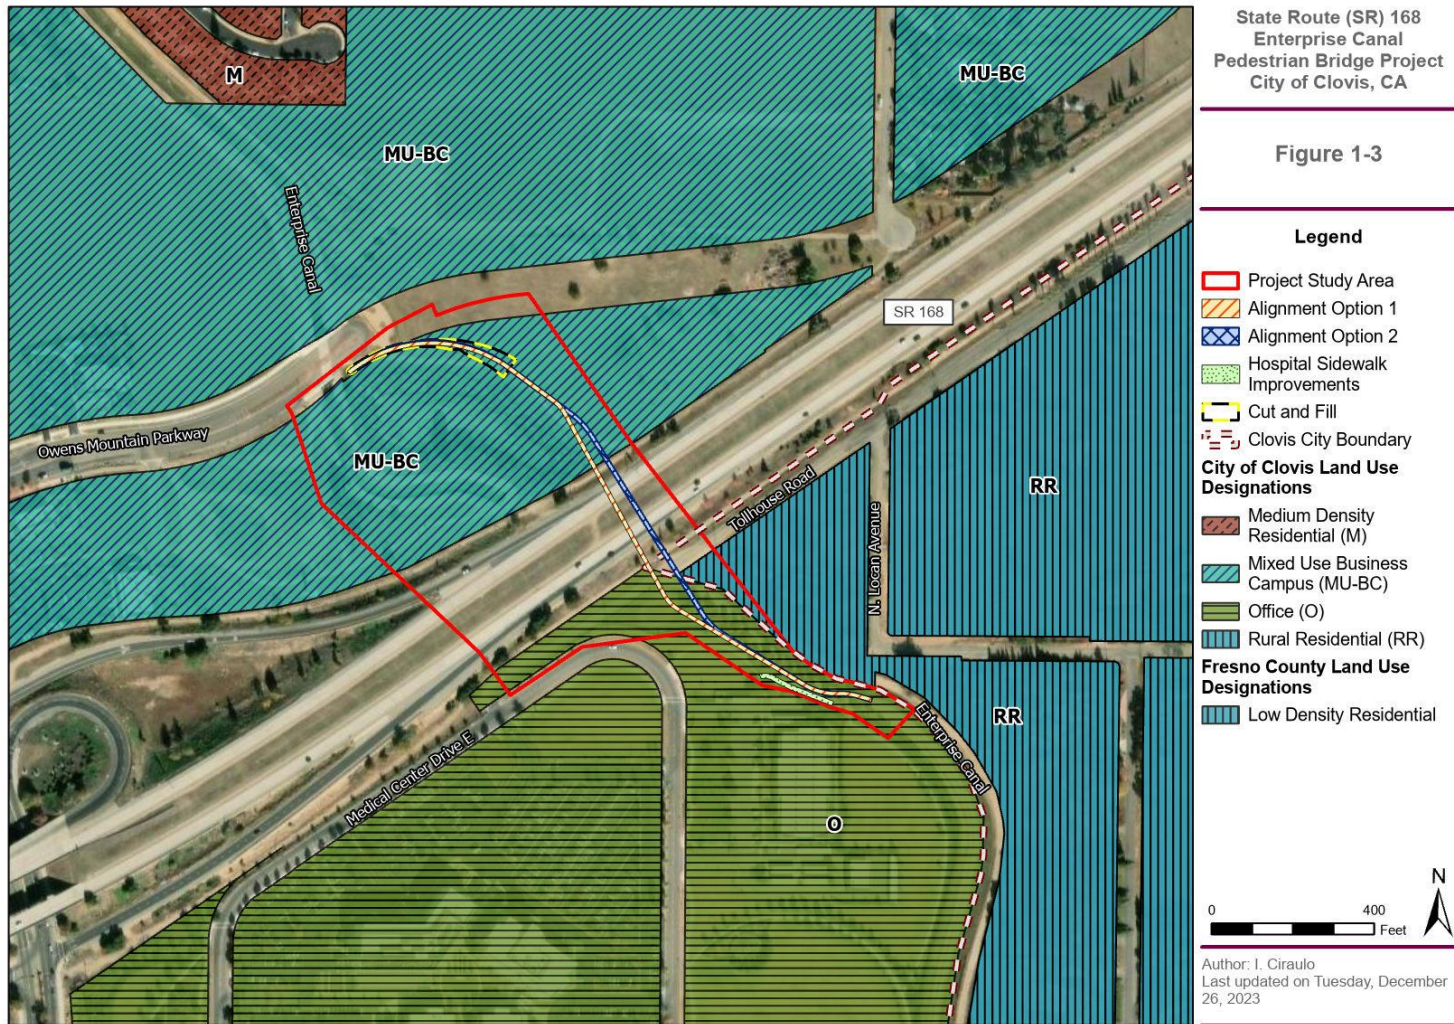 State Route (SR) 168
Enterprise Canal
Pedestrian Bridge Project
City of Clovis, CA
Figure 1-3
Legend
Project Study Area
Alignment Option 1
Alignment Option 2
Hospital Sidewalk
Improvements
Cut and Fill
Clovis City Boundary
City of Clovis Land Use
Designations
Medium Density
Residential (M)
Mixed Use Business
Campus (MU-BC)
Office (O)
Rural Residential (RR)
Fresno County Land Use
Designations
Low Density Residential
N
0 400
Feet
Author: I. Ciraulo
Last updated on Tuesday, December
26, 2023
M
MU-BC
MU-BC
Enterprise Canal
SR 168
Owens Mountain Parkway
MU-BC
Tollhouse Road
RR
N. Locan Avenue
RR
Enterprise Canal
Medical Center Drive E
O